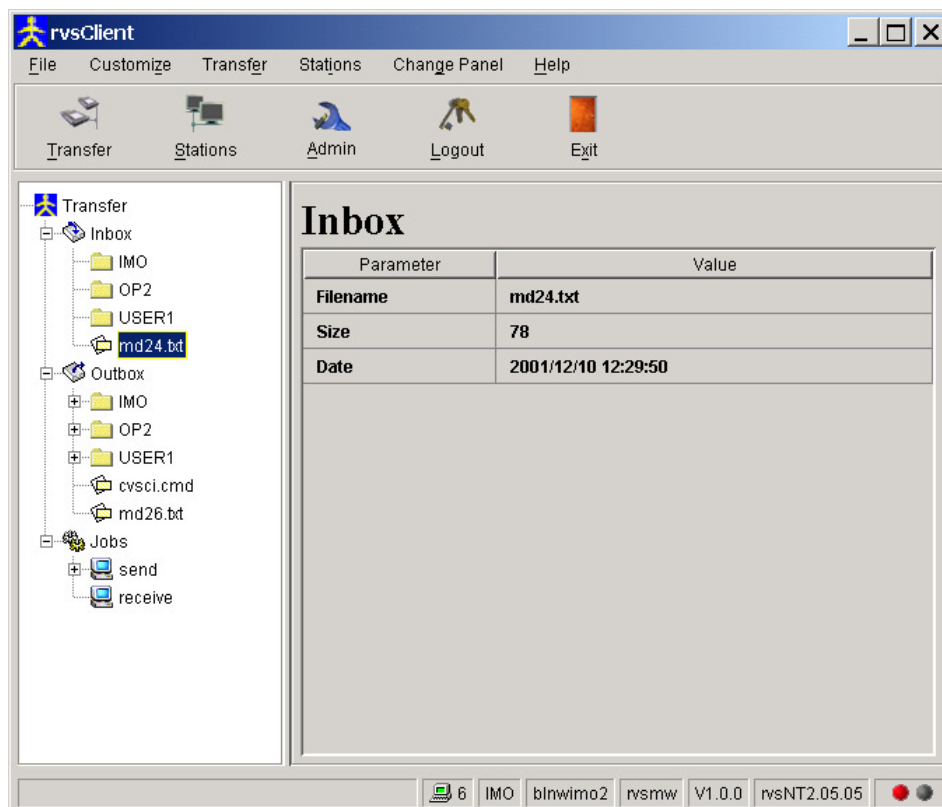 rvsClient
File Customize Transfer Stations Change Panel Help
Transfer Stations Admin Logout Exit
Transfer
Inbox
IMO
OP2
USER1
md24.txt
Outbox
IMO
OP2
USER1
cvsci.cmd
md26.txt
Jobs
send
receive
Inbox
Parameter Value
Filename md24.txt
Size 78
Date 2001/12/10 12:29:50
6 IMO blnwimo2 rvsmw V1.0.0 rvsNT2.05.05